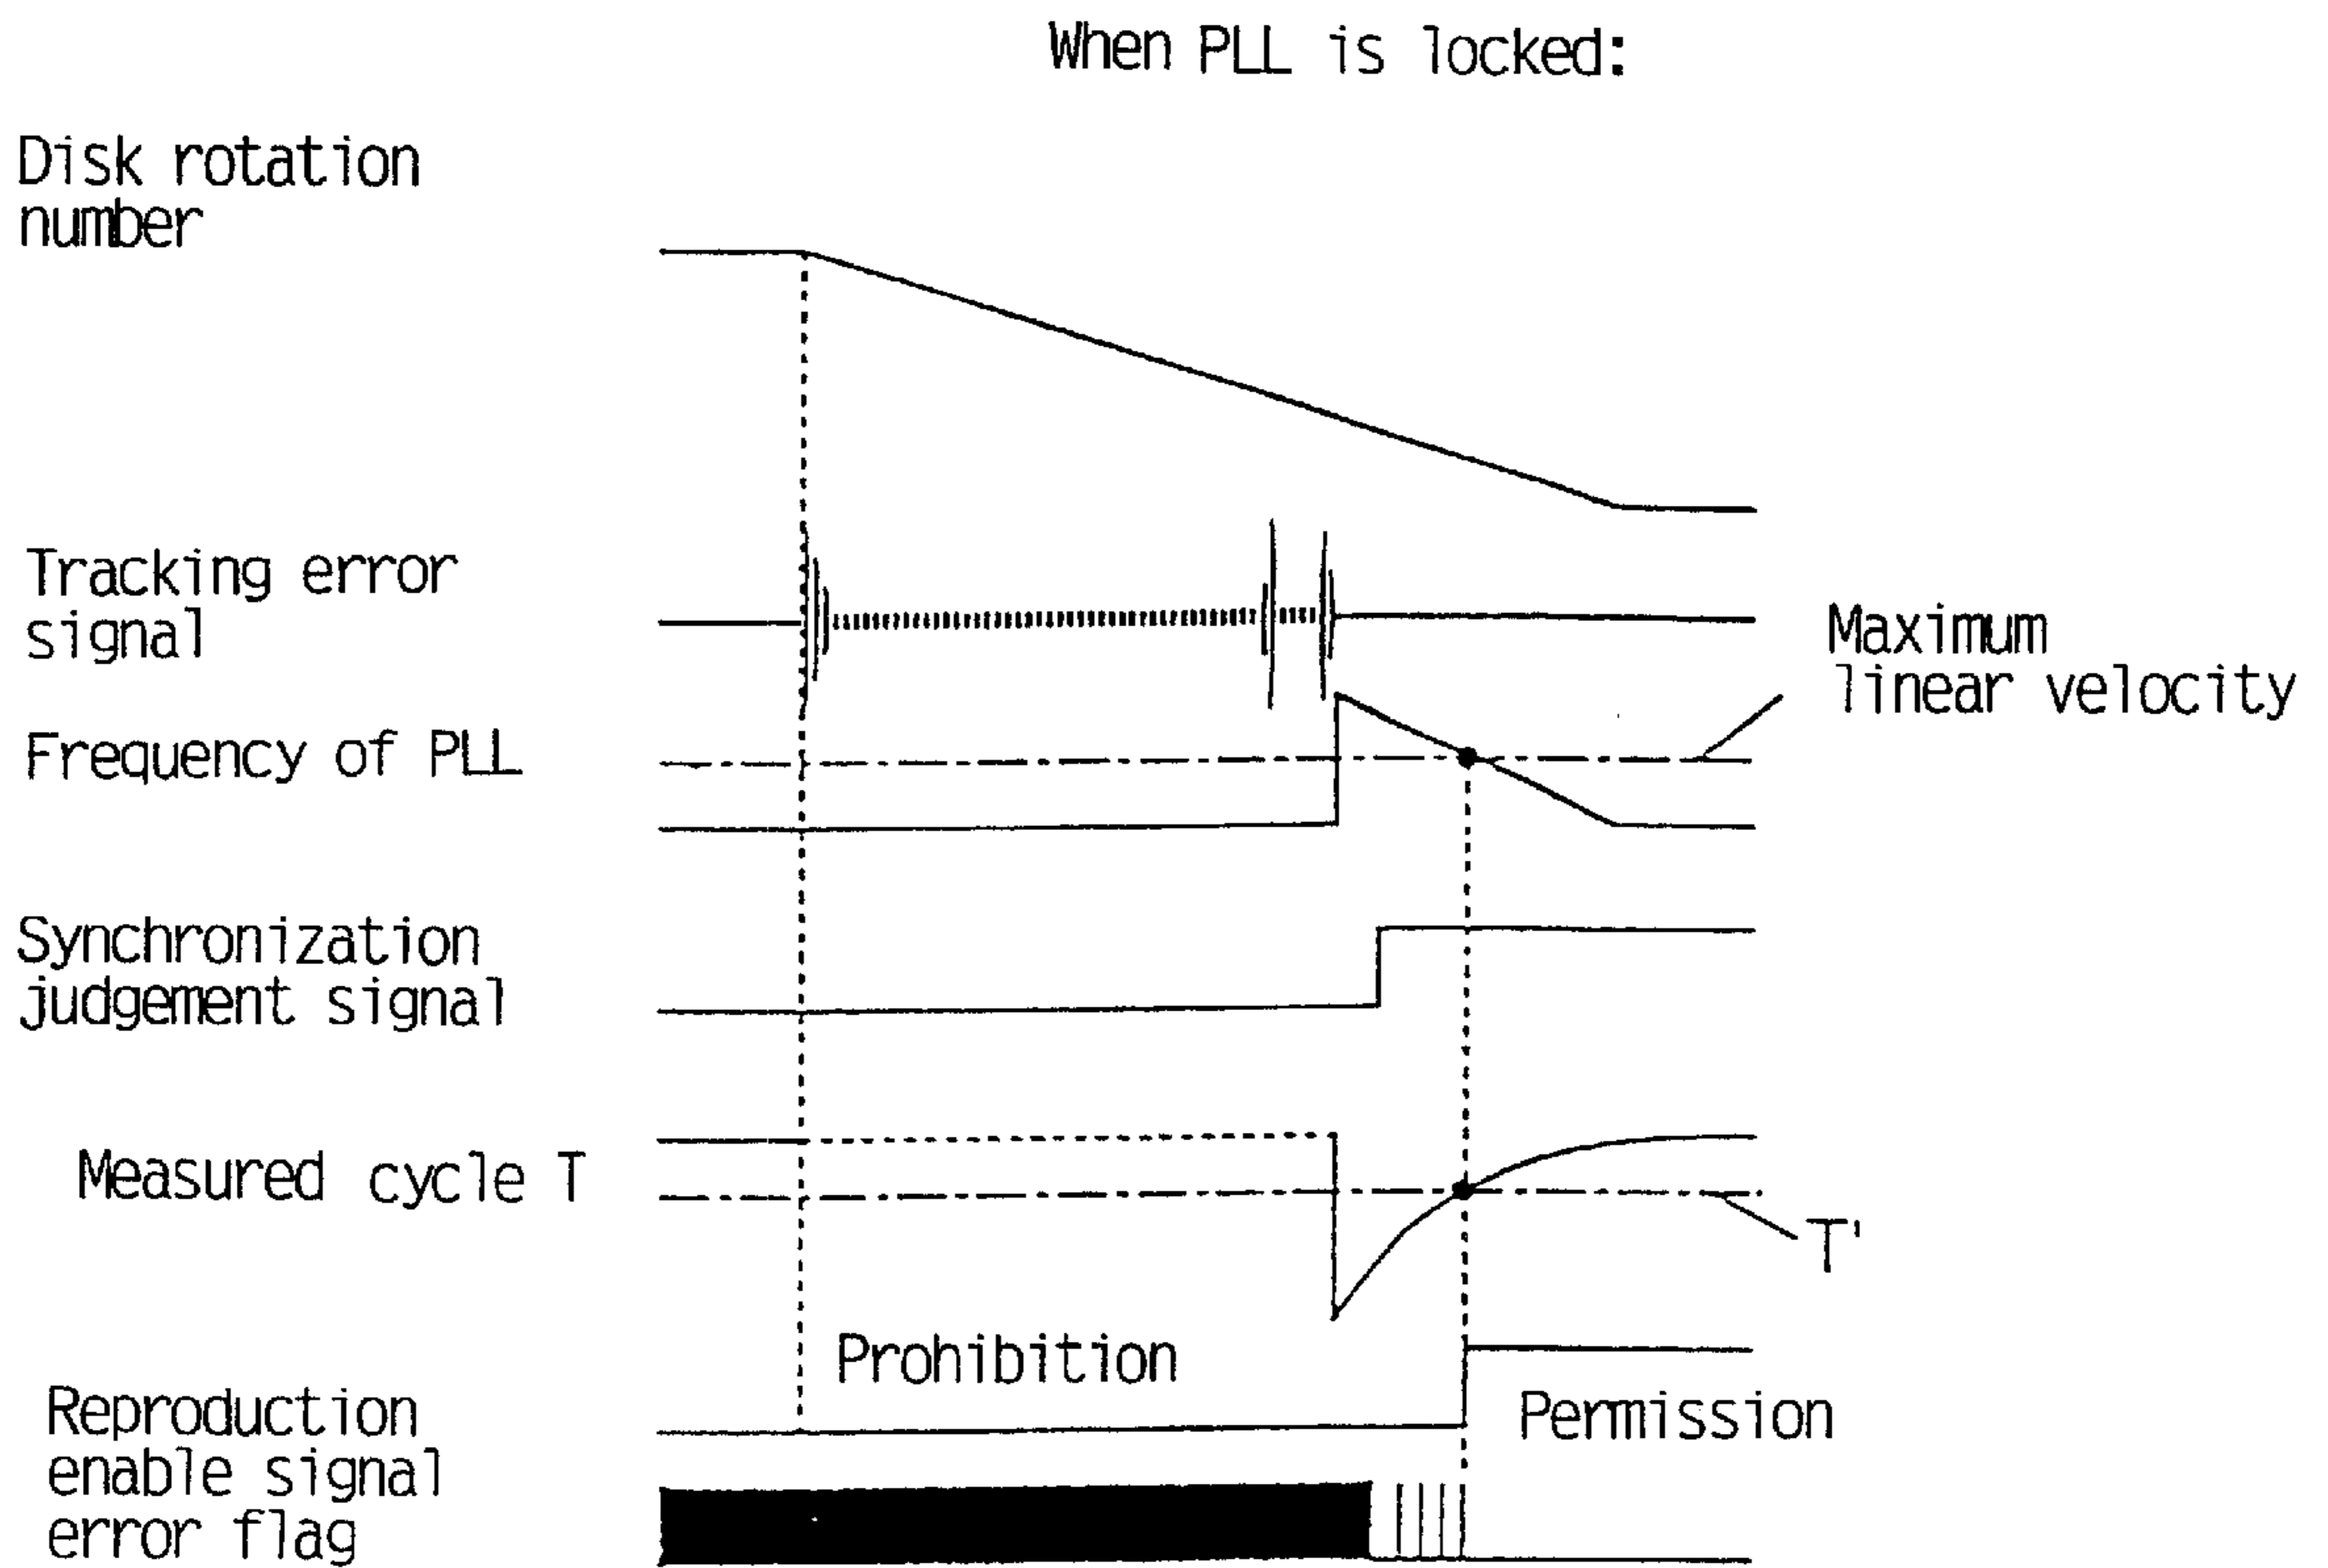 When PLL is locked:
Disk rotation
number
Tracking error
signal
Maximum
linear velocity
Frequency of PLL
Synchronization
judgement signal
Measured cycle T
T'
Prohibition
Reproduction
enable signal
error flag
Permission